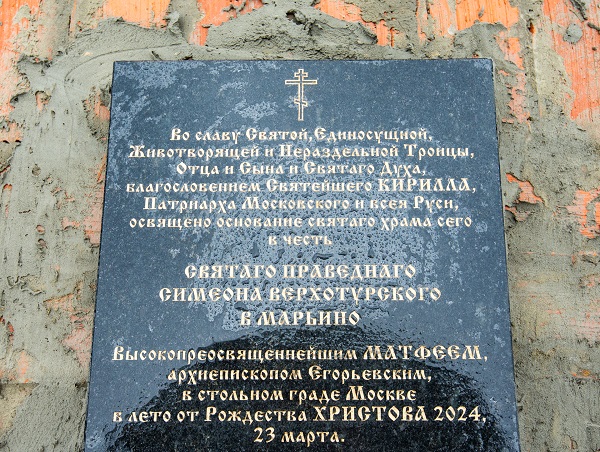 Во славу Святой, Единосущной,
Животворящей и Нераздельной Троицы,
Отца и Сына и Святаго Духа,
благословением Святейшего КИРИЛЛА,
Патриарха Московского и всея Руси,
освящено основание святаго храма сего
в честь
СВЯТАГО ПРАВЕДНАГО
СИМЕОНА ВЕРХОТУРСКОГО
В МАРЬИНО
Высокопреосвященнейшим МАТФЕЕМ,
архиепископом Егорьевским,
в стольном граде Москве
в лето от Рождества ХРИСТОВА 2024,
23 марта.